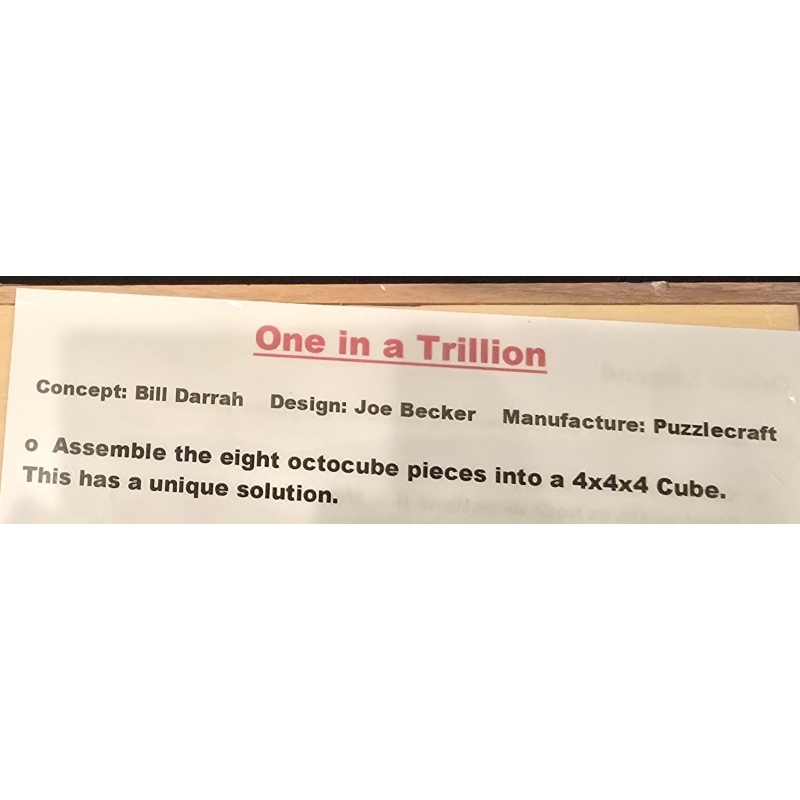 One in a Trillion
Concept: Bill Darrah Design: Joe Becker Manufacture: Puzzlecraft
o Assemble the eight octocube pieces into a 4x4x4 Cube.
This has a unique solution.